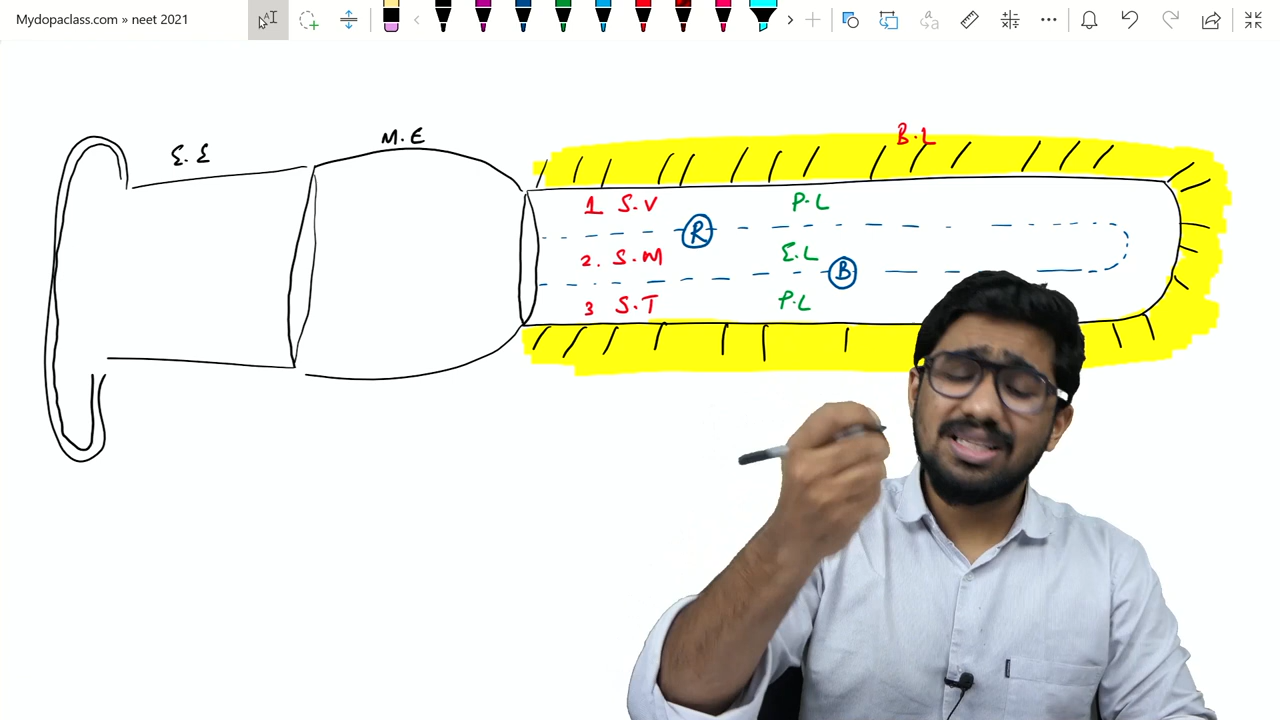 Mydopaclass.com » neet 2021
E.E
M.E
B.L
1 S.V P.L
R
2. S.M E.L
B
3 S.T P.L